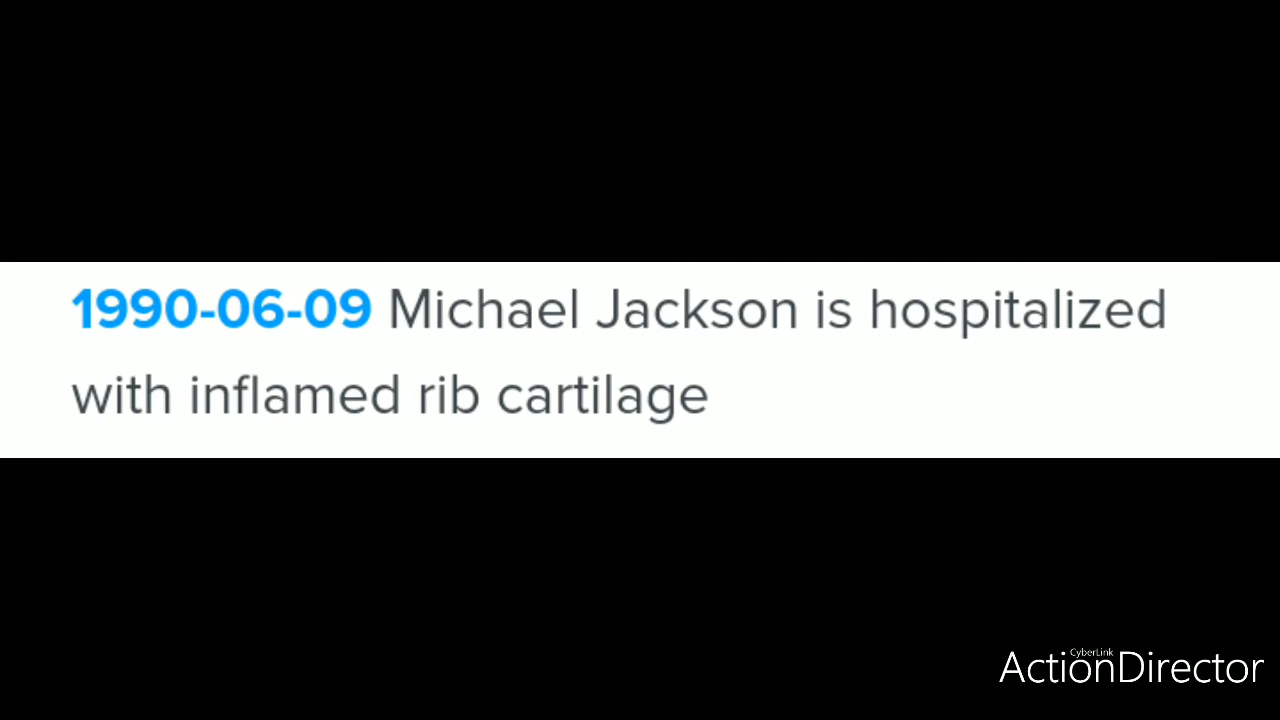 1990-06-09 Michael Jackson is hospitalized
with inflamed rib cartilage
CyberLink
ActionDirector